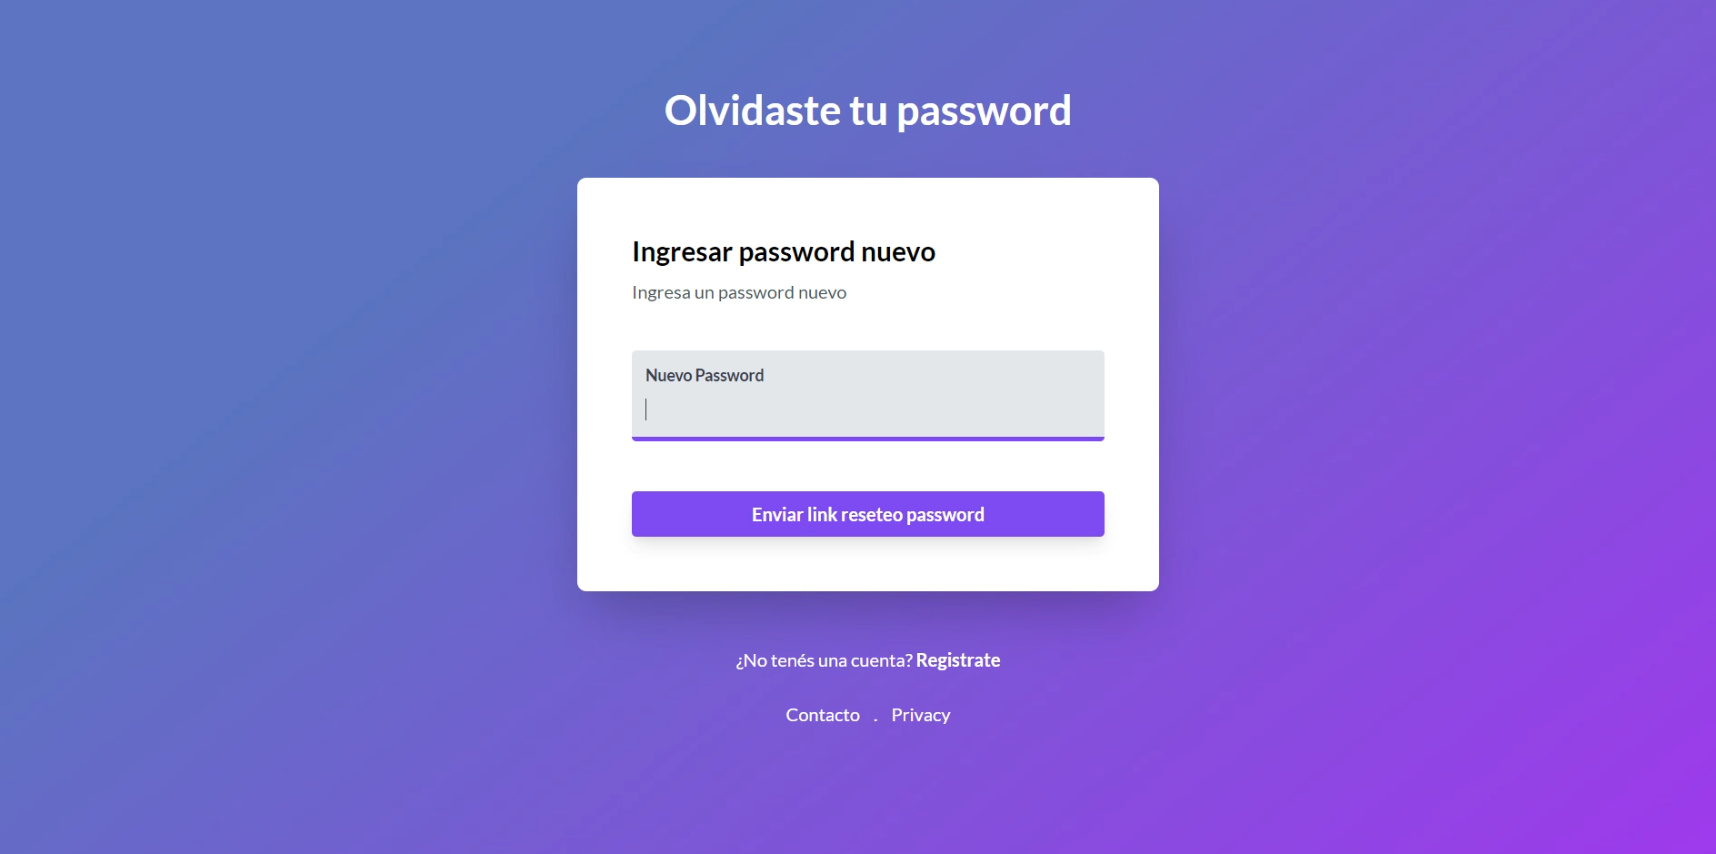 Olvidaste tu password
Ingresar password nuevo
Ingresa un password nuevo
Nuevo Password
Enviar link reseteo password
¿No tenés una cuenta? Registrate
Contacto . Privacy